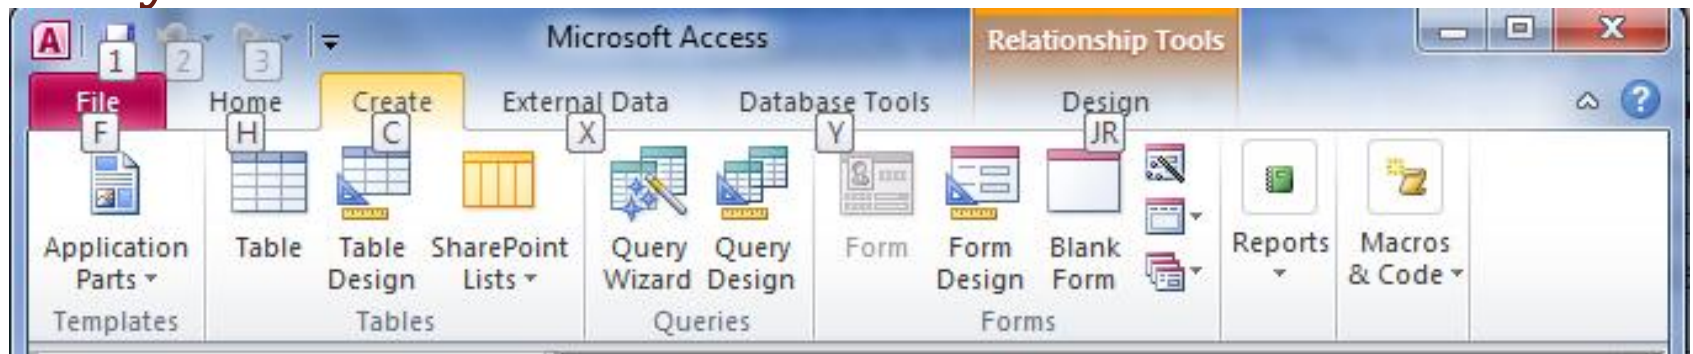 A 1 2 3 Microsoft Access Relationship Tools X
File Home Create External Data Database Tools Design ?
F H C X Y JR
Application Parts Table Table Design SharePoint Lists Query Wizard Query Design Form Form Design Blank Form Reports Macros & Code
Templates Tables Queries Forms